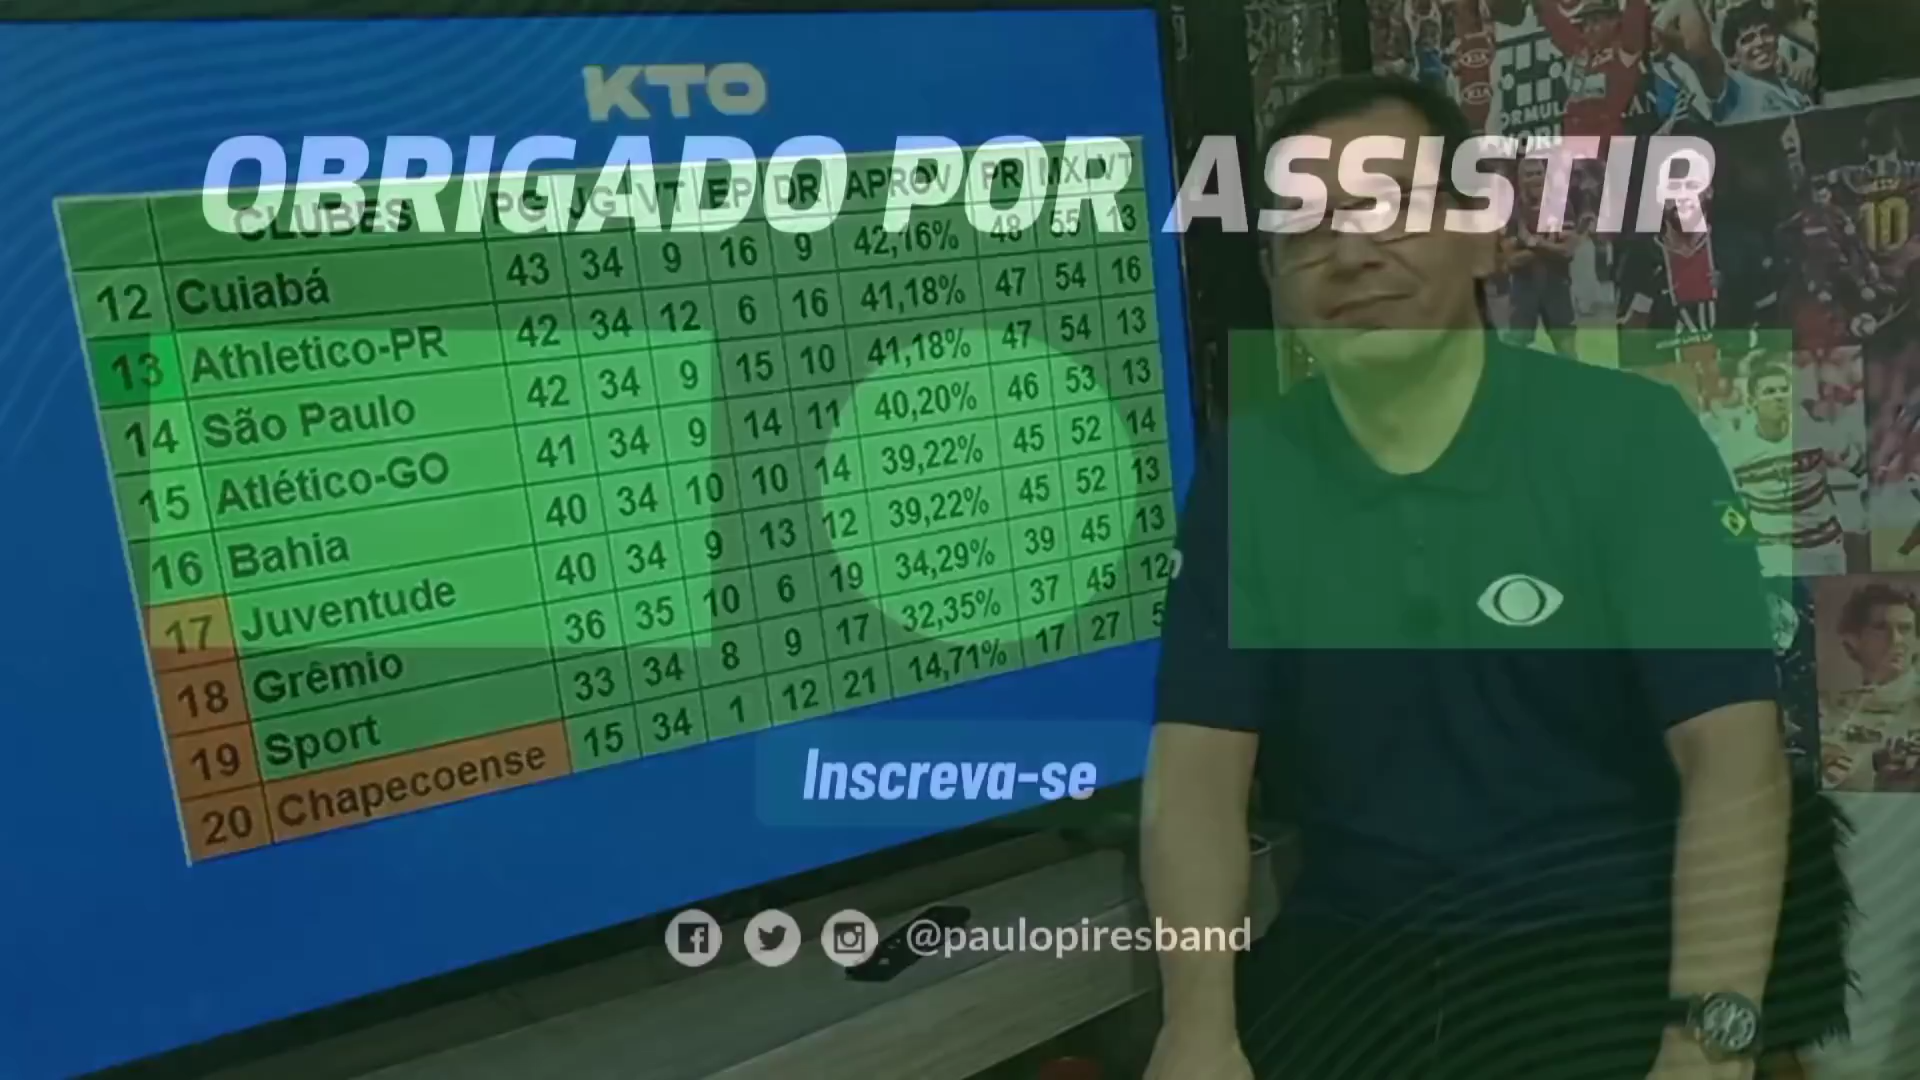 KTO
OBRIGADO POR ASSISTIR
CLUBES PG JG VT EP DR APROV PR MX VT
12 Cuiabá 43 34 9 16 9 42,16% 48 55 13
13 Athletico-PR 42 34 12 6 16 41,18% 47 54 16
14 São Paulo 42 34 9 15 10 41,18% 47 54 13
15 Atlético-GO 41 34 9 14 11 40,20% 46 53 13
16 Bahia 40 34 10 10 14 39,22% 45 52 14
17 Juventude 40 34 9 13 12 39,22% 45 52 13
18 Grêmio 36 35 10 6 19 34,29% 39 45 13
19 Sport 33 34 8 9 17 32,35% 37 45 12
20 Chapecoense 15 34 1 12 21 14,71% 17 27 5
10
Inscreva-se
@paulopiresband